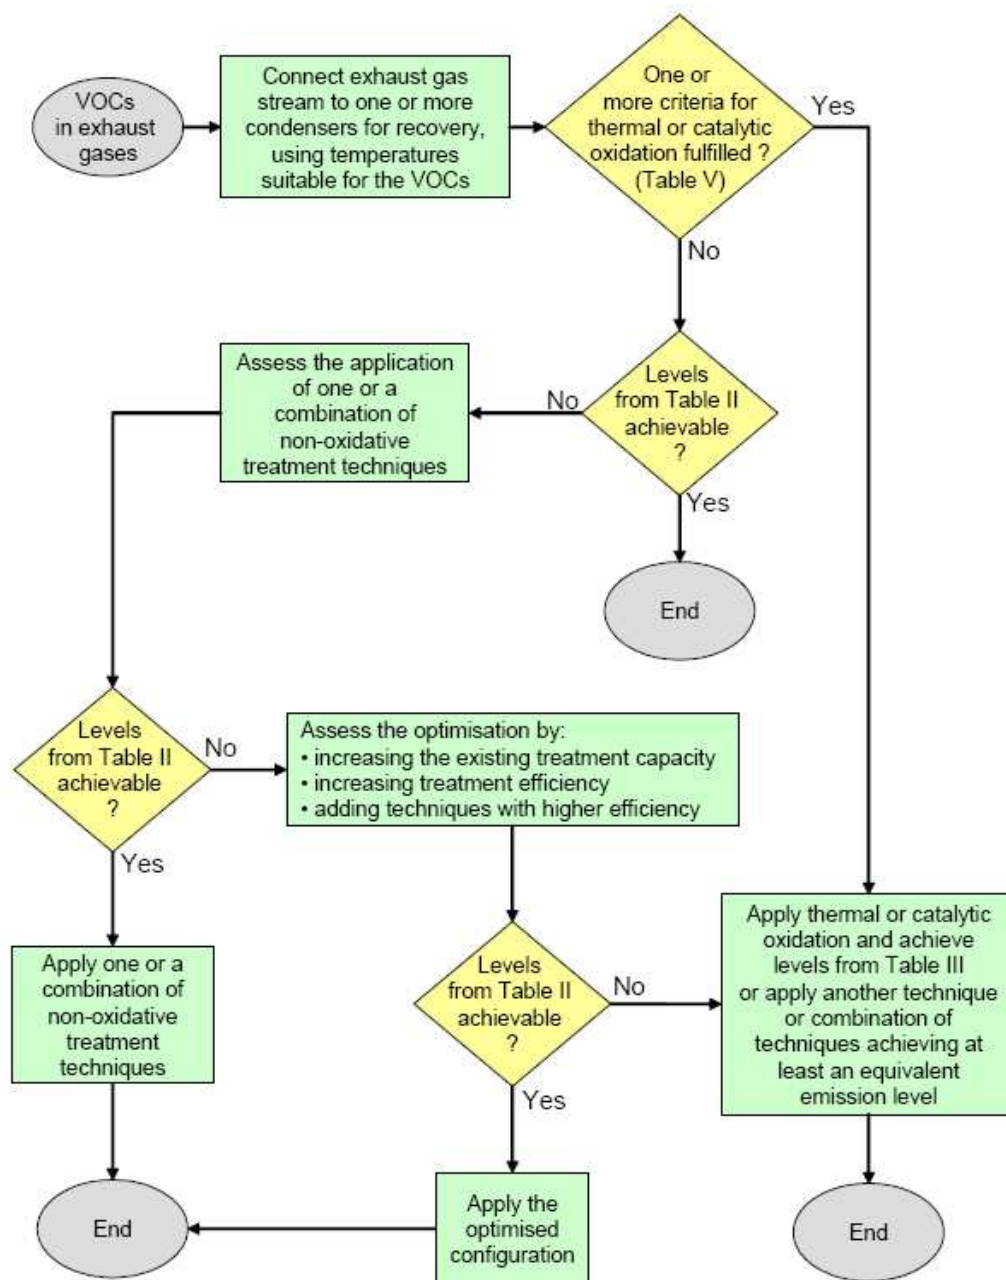 VOCs
in exhaust
gases
Connect exhaust gas
stream to one or more
condensers for recovery,
using temperatures
suitable for the VOCs
One or
more criteria for
thermal or catalytic
oxidation fulfilled ?
(Table V)
Yes
No
Assess the application
of one or a
combination of
non-oxidative
treatment techniques
No
Levels
from Table II
achievable
?
Yes
End
Levels
from Table II
achievable
?
No
Assess the optimisation by:
• increasing the existing treatment capacity
• increasing treatment efficiency
• adding techniques with higher efficiency
Yes
Apply one or a
combination of
non-oxidative
treatment
techniques
Levels
from Table II
achievable
?
No
Apply thermal or catalytic
oxidation and achieve
levels from Table III
or apply another technique
or combination of
techniques achieving at
least an equivalent
emission level
Yes
End
Apply the
optimised
configuration
End